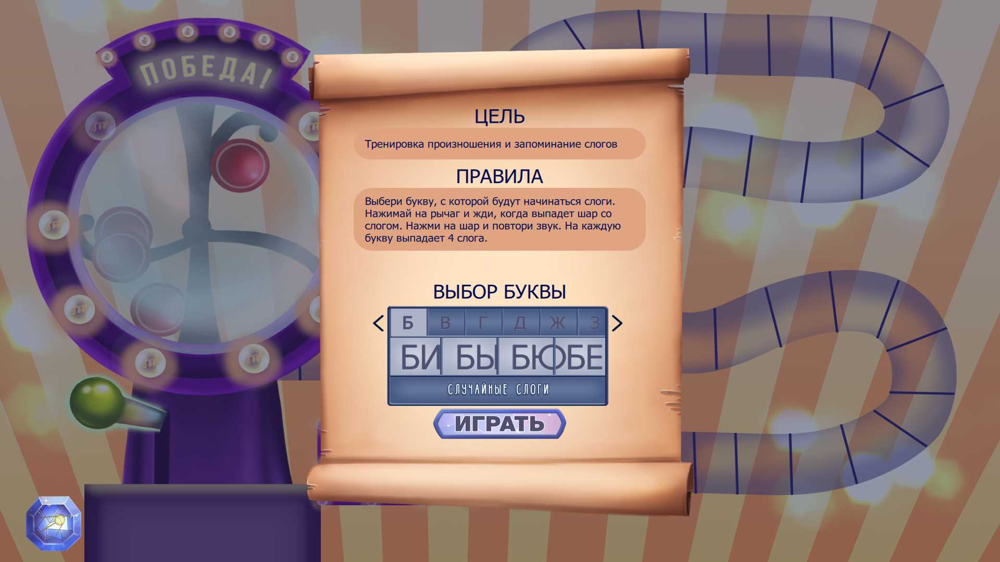 ПОБЕДА!
ЦЕЛЬ
Тренировка произношения и запоминание слогов
ПРАВИЛА
Выбери букву, с которой будут начинаться слоги.
Нажимай на рычаг и жди, когда выпадет шар со
слогом. Нажми на шар и повтори звук. На каждую
букву выпадает 4 слога.
ВЫБОР БУКВЫ
< Б В Г Д Ж З >
БИ БЫ БЮ БЕ
СЛУЧАЙНЫЕ СЛОГИ
ИГРАТЬ